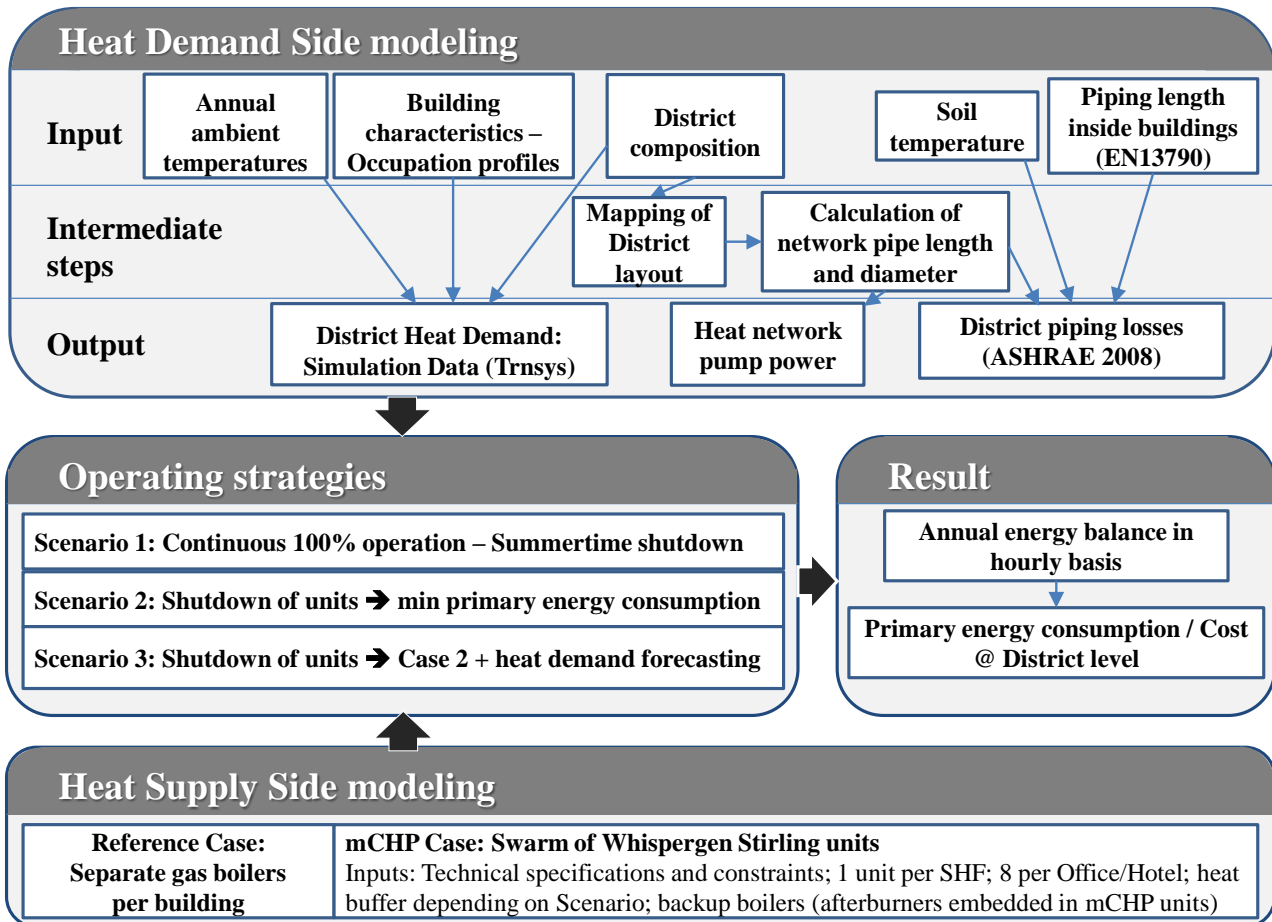 Heat Demand Side modeling
Input
Annual
ambient
temperatures
Building
characteristics –
Occupation profiles
District
composition
Soil
temperature
Piping length
inside buildings
(EN13790)
Intermediate
steps
Mapping of
District
layout
Calculation of
network pipe length
and diameter
Output
District Heat Demand:
Simulation Data (Trnsys)
Heat network
pump power
District piping losses
(ASHRAE 2008)
Operating strategies
Scenario 1: Continuous 100% operation – Summertime shutdown
Scenario 2: Shutdown of units ➔ min primary energy consumption
Scenario 3: Shutdown of units ➔ Case 2 + heat demand forecasting
Result
Annual energy balance in
hourly basis
Primary energy consumption / Cost
@ District level
Heat Supply Side modeling
Reference Case:
Separate gas boilers
per building
mCHP Case: Swarm of Whispergen Stirling units
Inputs: Technical specifications and constraints; 1 unit per SHF; 8 per Office/Hotel; heat
buffer depending on Scenario; backup boilers (afterburners embedded in mCHP units)